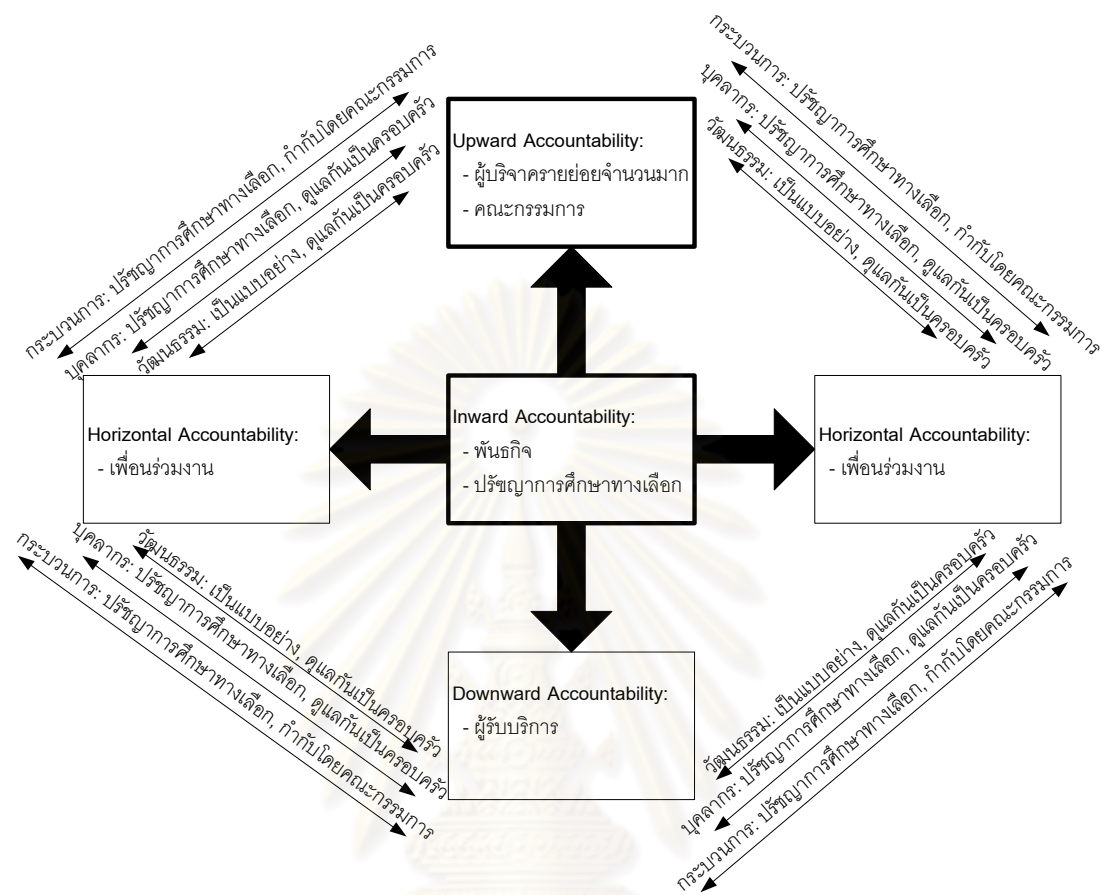 กระบวนการ: ปรัชญาการศึกษาทางเลือก, กำกับโดยคณะกรรมการ
บุคลากร: ปรัชญาการศึกษาทางเลือก, ดูแลกันเป็นครอบครัว
วัฒนธรรม: เป็นแบบอย่าง, ดูแลกันเป็นครอบครัว
Upward Accountability:
- ผู้บริจาครายย่อยจำนวนมาก
- คณะกรรมการ
กระบวนการ: ปรัชญาการศึกษาทางเลือก, กำกับโดยคณะกรรมการ
บุคลากร: ปรัชญาการศึกษาทางเลือก, ดูแลกันเป็นครอบครัว
วัฒนธรรม: เป็นแบบอย่าง, ดูแลกันเป็นครอบครัว
Horizontal Accountability:
- เพื่อนร่วมงาน
Inward Accountability:
- พันธกิจ
- ปรัชญาการศึกษาทางเลือก
Horizontal Accountability:
- เพื่อนร่วมงาน
วัฒนธรรม: เป็นแบบอย่าง, ดูแลกันเป็นครอบครัว
บุคลากร: ปรัชญาการศึกษาทางเลือก, ดูแลกันเป็นครอบครัว
กระบวนการ: ปรัชญาการศึกษาทางเลือก, กำกับโดยคณะกรรมการ
Downward Accountability:
- ผู้รับบริการ
วัฒนธรรม: เป็นแบบอย่าง, ดูแลกันเป็นครอบครัว
บุคลากร: ปรัชญาการศึกษาทางเลือก, ดูแลกันเป็นครอบครัว
กระบวนการ: ปรัชญาการศึกษาทางเลือก, กำกับโดยคณะกรรมการ